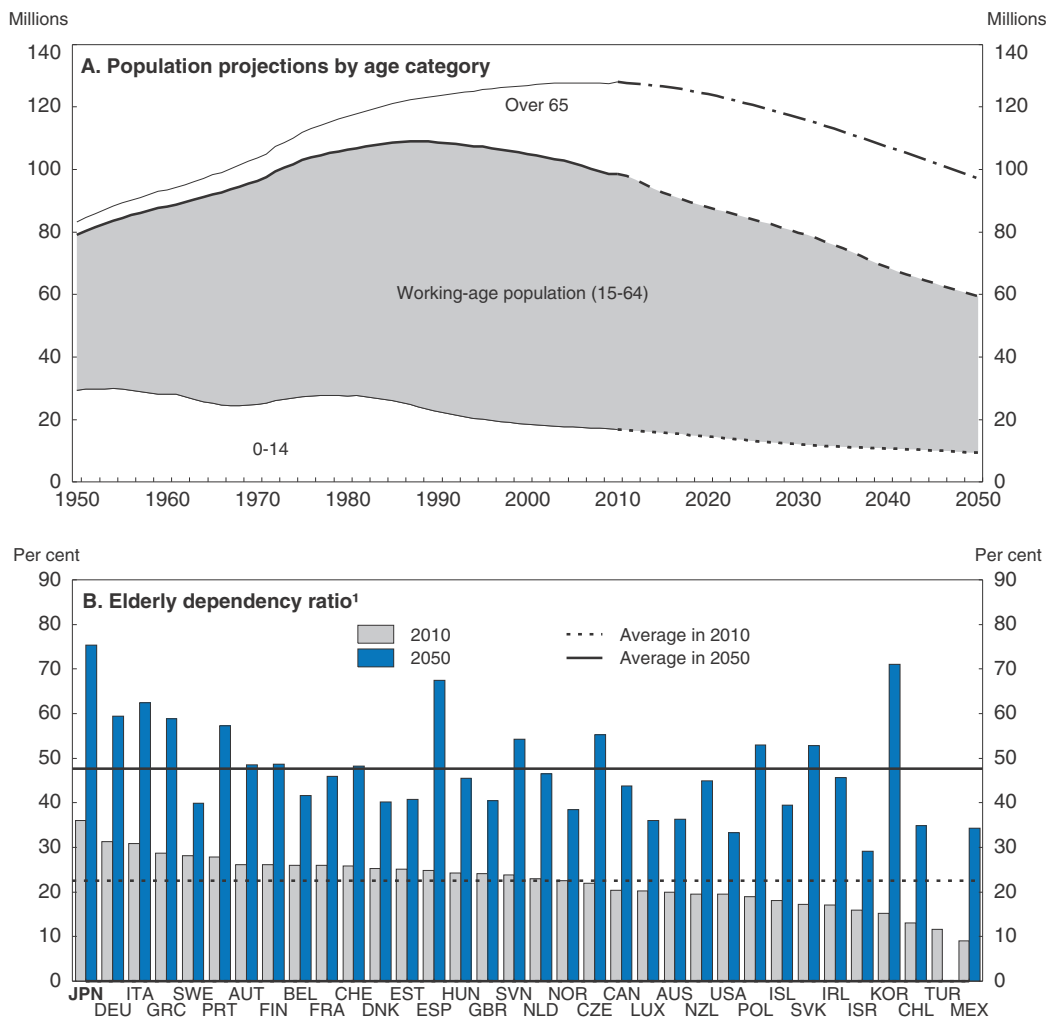 Millions Millions
140 A. Population projections by age category 140
120 Over 65 120
100 100
80 80
Working-age population (15-64)
60 60
40 40
20 20
0-14
0 0
1950 1960 1970 1980 1990 2000 2010 2020 2030 2040 2050
Per cent Per cent
90 90
B. Elderly dependency ratio¹
80 80
2010 Average in 2010
2050 Average in 2050
70 70
60 60
50 50
40 40
30 30
20 20
10 10
0 0
JPN ITA SWE AUT BEL CHE EST HUN SVN NOR CAN AUS USA ISL IRL KOR TUR
DEU GRC PRT FIN FRA DNK ESP GBR NLD CZE LUX NZL POL SVK ISR CHL MEX